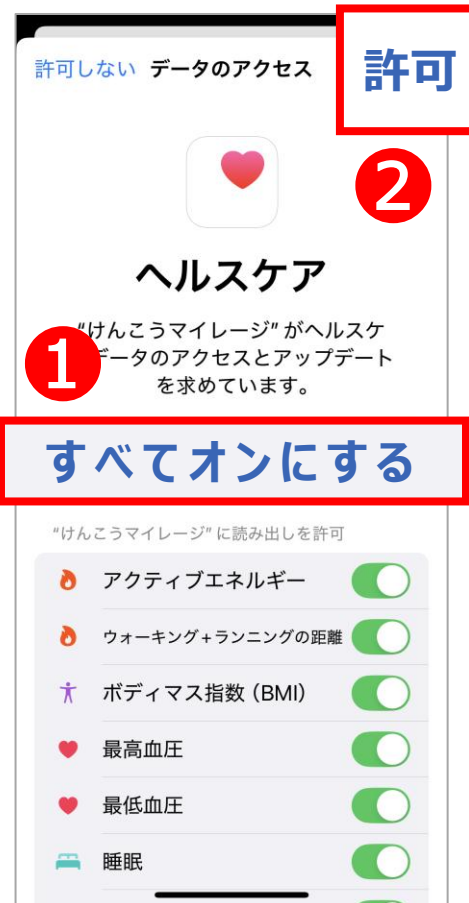 許可しない データのアクセス 許可
2
ヘルスケア
"けんこうマイレージ" がヘルスケ
1 データのアクセスとアップデート
を求めています。
すべてオンにする
"けんこうマイレージ" に読み出しを許可
アクティブエネルギー
ウォーキング+ランニングの距離
ボディマス指数(BMI)
最高血圧
最低血圧
睡眠